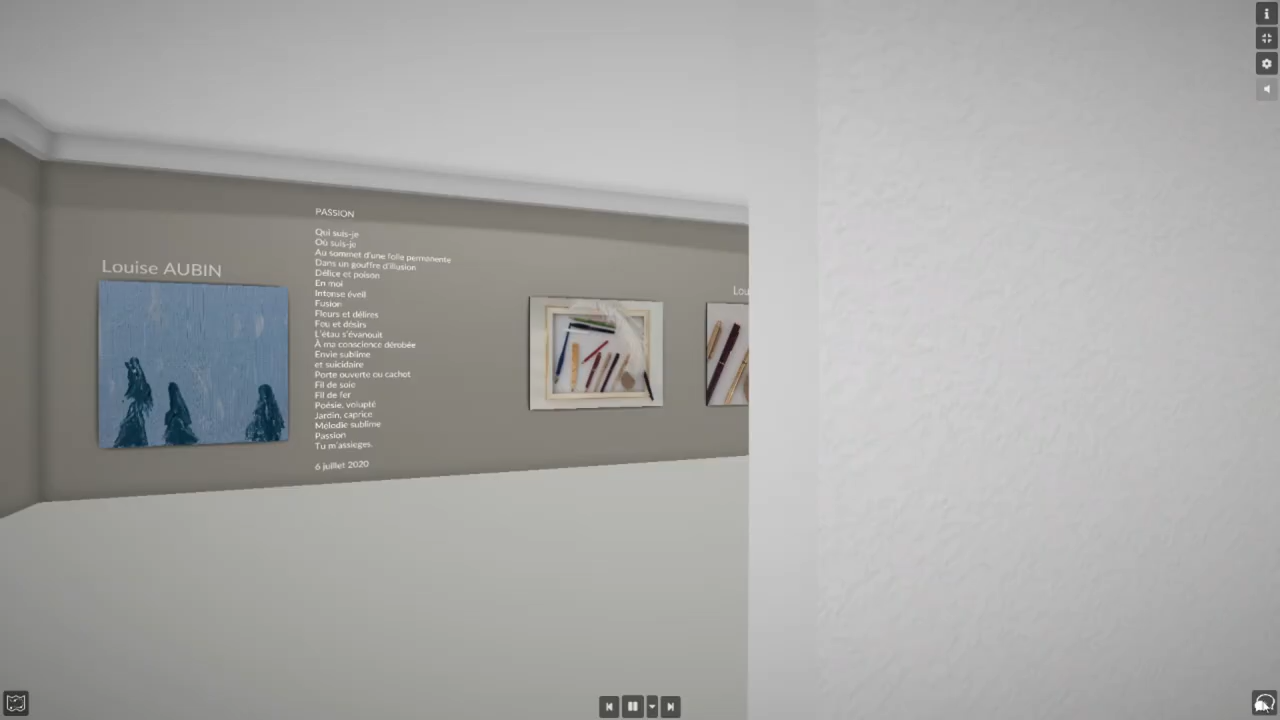 Louise AUBIN
PASSION
Qui suis-je
Où suis-je
Au sommet d'une folie permanente
Dans un gouffre d'illusion
Délice et poison
En moi
Intense éveil
Fusion
Fleurs et délires
Feu et désirs
L'étau s'évanouit
À ma conscience dérobée
Envie sublime
et suicidaire
Porte ouverte ou cachot
Fil de soie
Fil de fer
Poésie, volupté
Jardin, caprice
Mélodie sublime
Passion
Tu m'assièges.
6 juillet 2020
Lou